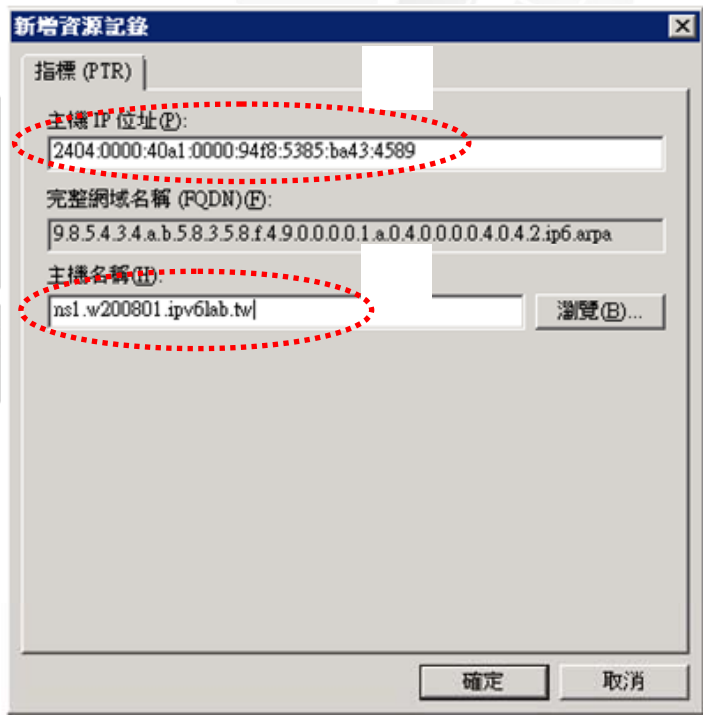 新增資源記錄
指標 (PTR)
主機 IP 位址(P):
2404:0000:40a1:0000:94f8:5385:ba43:4589
完整網域名稱 (FQDN)(F):
9.8.5.4.3.4.a.b.5.8.3.5.8.f.4.9.0.0.0.0.1.a.0.4.0.0.0.0.4.0.4.2.ip6.arpa
主機名稱(H):
ns1.w200801.ipv6lab.tw
瀏覽(B)...
確定 取消